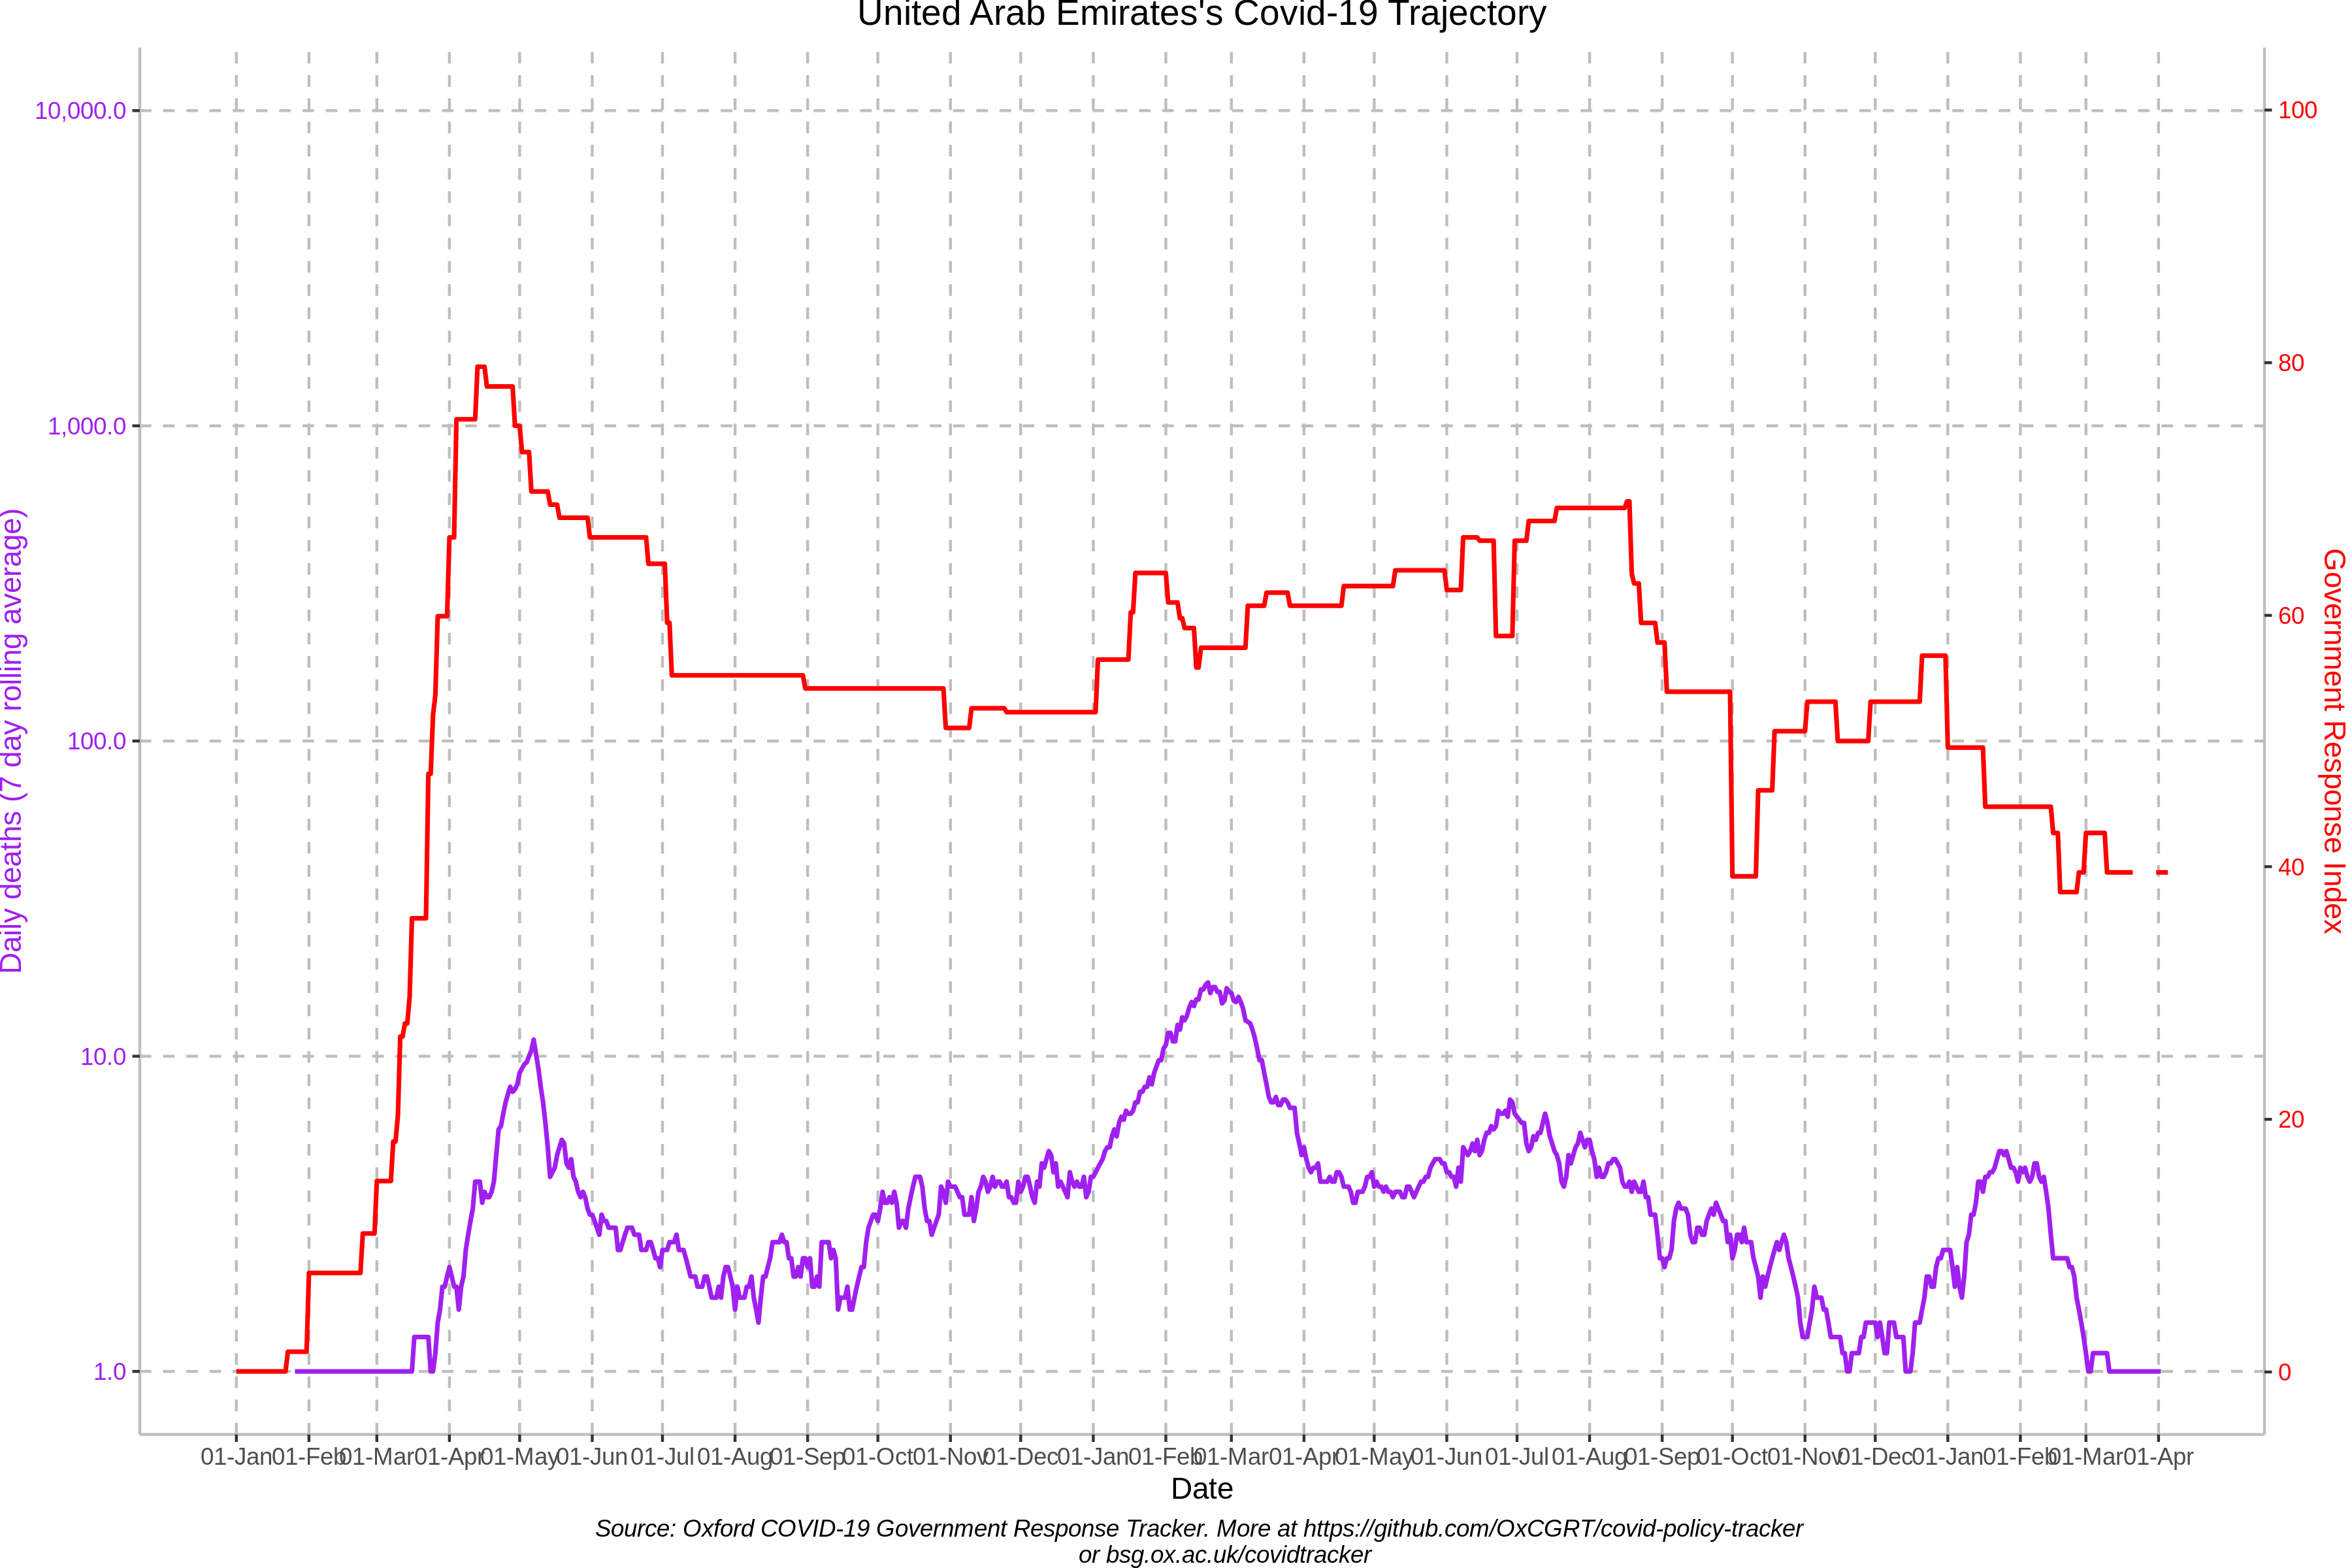 United Arab Emirates's Covid-19 Trajectory
10,000.0
1,000.0
100.0
10.0
1.0
Daily deaths (7 day rolling average)
100
80
60
40
20
0
Government Response Index
01-Jan 01-Feb 01-Mar 01-Apr 01-May 01-Jun 01-Jul 01-Aug 01-Sep 01-Oct 01-Nov 01-Dec 01-Jan 01-Feb 01-Mar 01-Apr 01-May 01-Jun 01-Jul 01-Aug 01-Sep 01-Oct 01-Nov 01-Dec 01-Jan 01-Feb 01-Mar 01-Apr
Date
Source: Oxford COVID-19 Government Response Tracker. More at https://github.com/OxCGRT/covid-policy-tracker
or bsg.ox.ac.uk/covidtracker